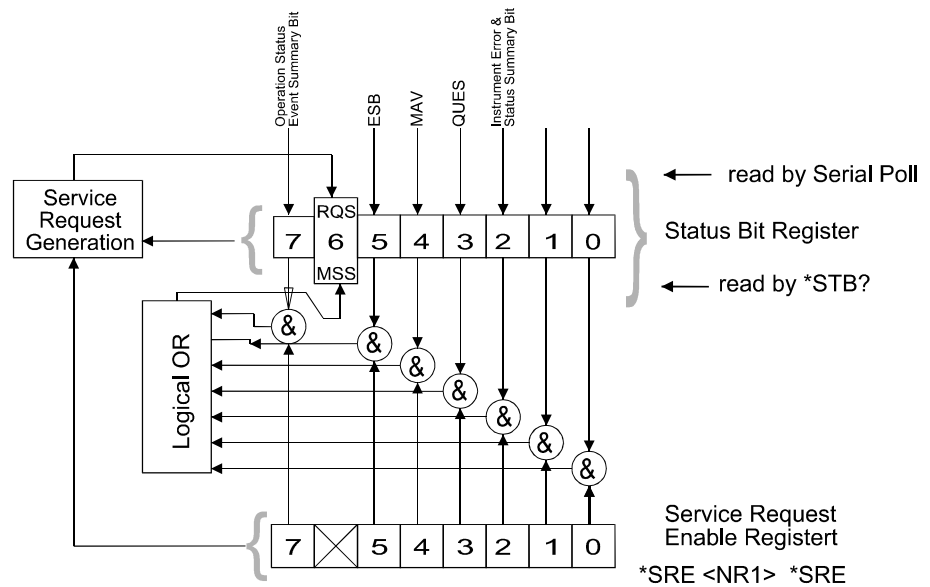 Operation Status
Event Summary Bit
ESB
MAV
QUES
Instrument Error &
Status Summary Bit
read by Serial Poll
Service
Request
Generation
RQS
7 6 5 4 3 2 1 0
Status Bit Register
MSS
read by *STB?
&
&
&
&
&
&
&
Logical OR
7 5 4 3 2 1 0
Service Request
Enable Registert
*SRE <NR1> *SRE